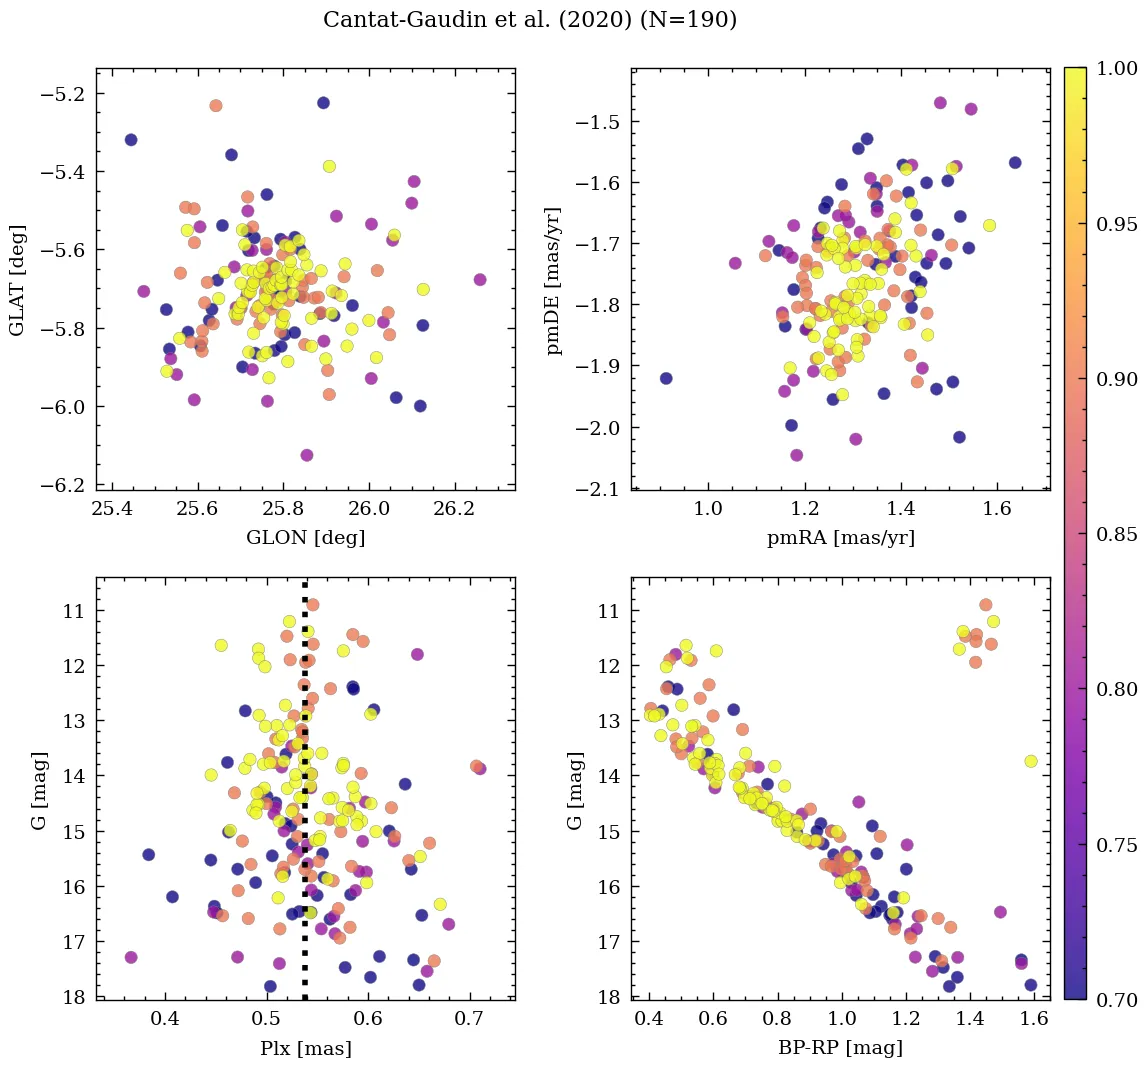 Cantat-Gaudin et al. (2020) (N=190)
−5.2
−5.4
−5.6
−5.8
−6.0
−6.2
GLAT [deg]
25.4 25.6 25.8 26.0 26.2
GLON [deg]
−1.5
−1.6
−1.7
−1.8
−1.9
−2.0
−2.1
pmDE [mas/yr]
1.0 1.2 1.4 1.6
pmRA [mas/yr]
11
12
13
14
15
16
17
18
G [mag]
0.4 0.5 0.6 0.7
Plx [mas]
11
12
13
14
15
16
17
18
G [mag]
0.4 0.6 0.8 1.0 1.2 1.4 1.6
BP-RP [mag]
1.00
0.95
0.90
0.85
0.80
0.75
0.70